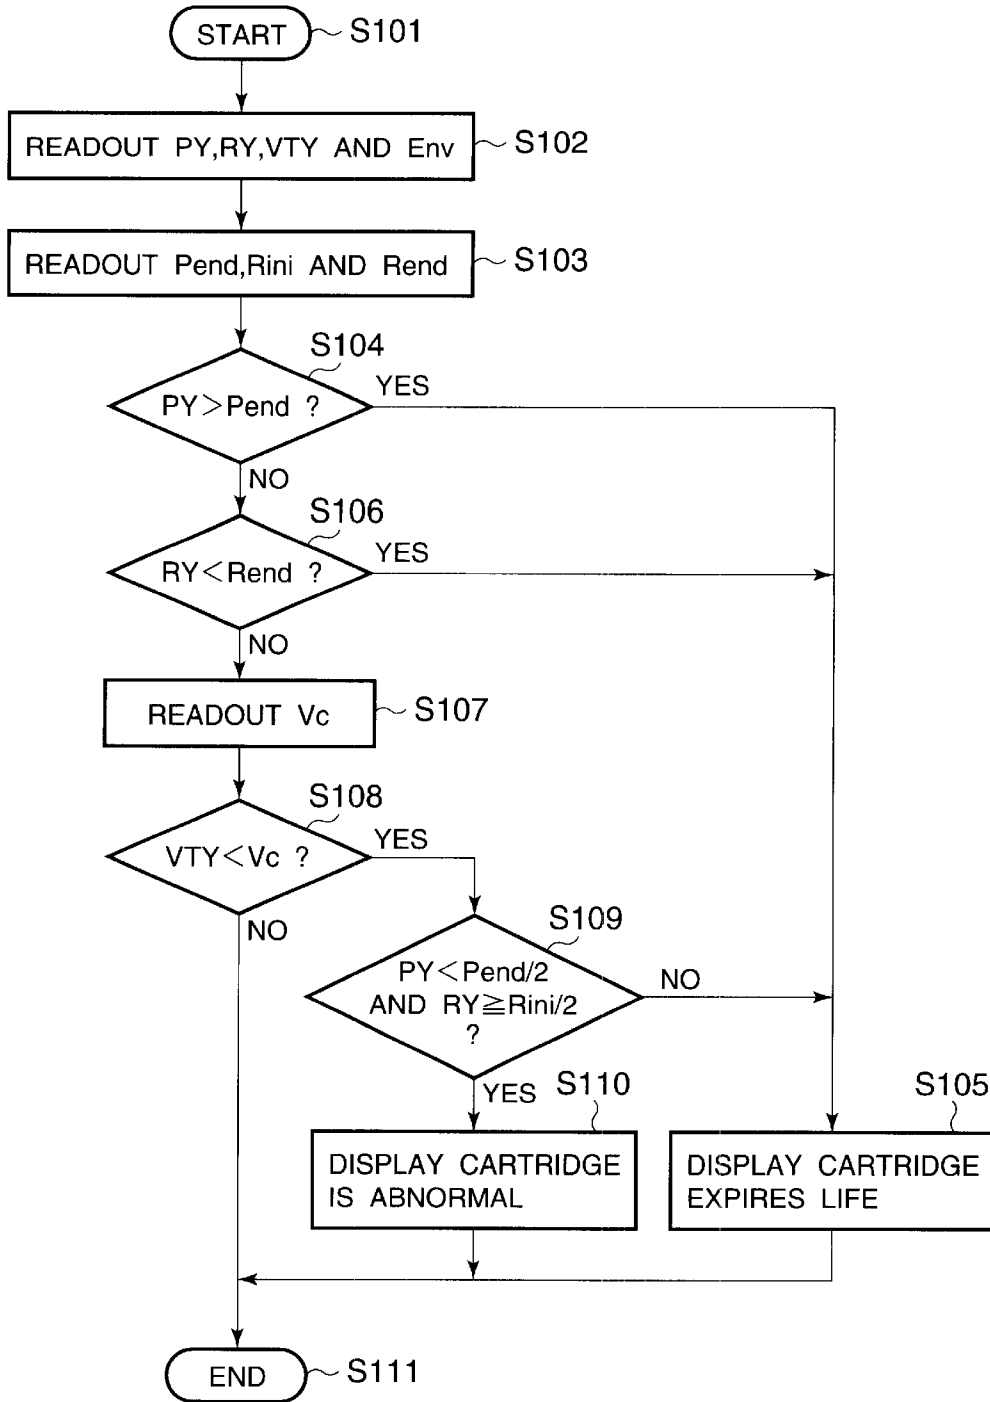 START
S101
READOUT PY,RY,VTY AND Env
S102
READOUT Pend,Rini AND Rend
S103
S104
PY>Pend ?
YES
NO
S106
RY<Rend ?
YES
NO
READOUT Vc
S107
S108
VTY<Vc ?
YES
NO
S109
PY<Pend/2
AND RY≧Rini/2
?
NO
YES
S110
S105
DISPLAY CARTRIDGE
IS ABNORMAL
DISPLAY CARTRIDGE
EXPIRES LIFE
END
S111